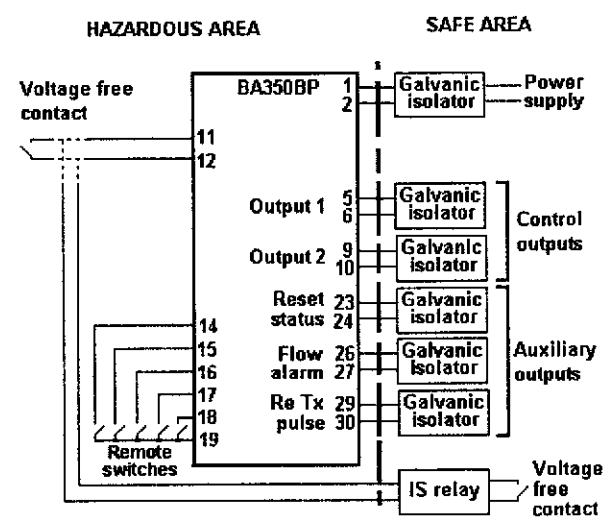 HAZARDOUS AREA
SAFE AREA
Voltage free
contact
BA350BP
1
2
Galvanic
isolator
Power
supply
11
12
Output 1
5
6
Galvanic
isolator
Control
outputs
Output 2
9
10
Galvanic
isolator
Reset
status
23
24
Galvanic
isolator
Auxiliary
outputs
14
15
16
17
18
19
Flow
alarm
26
27
Galvanic
isolator
Re Tx
pulse
29
30
Galvanic
isolator
Remote
switches
IS relay
Voltage
free
contact